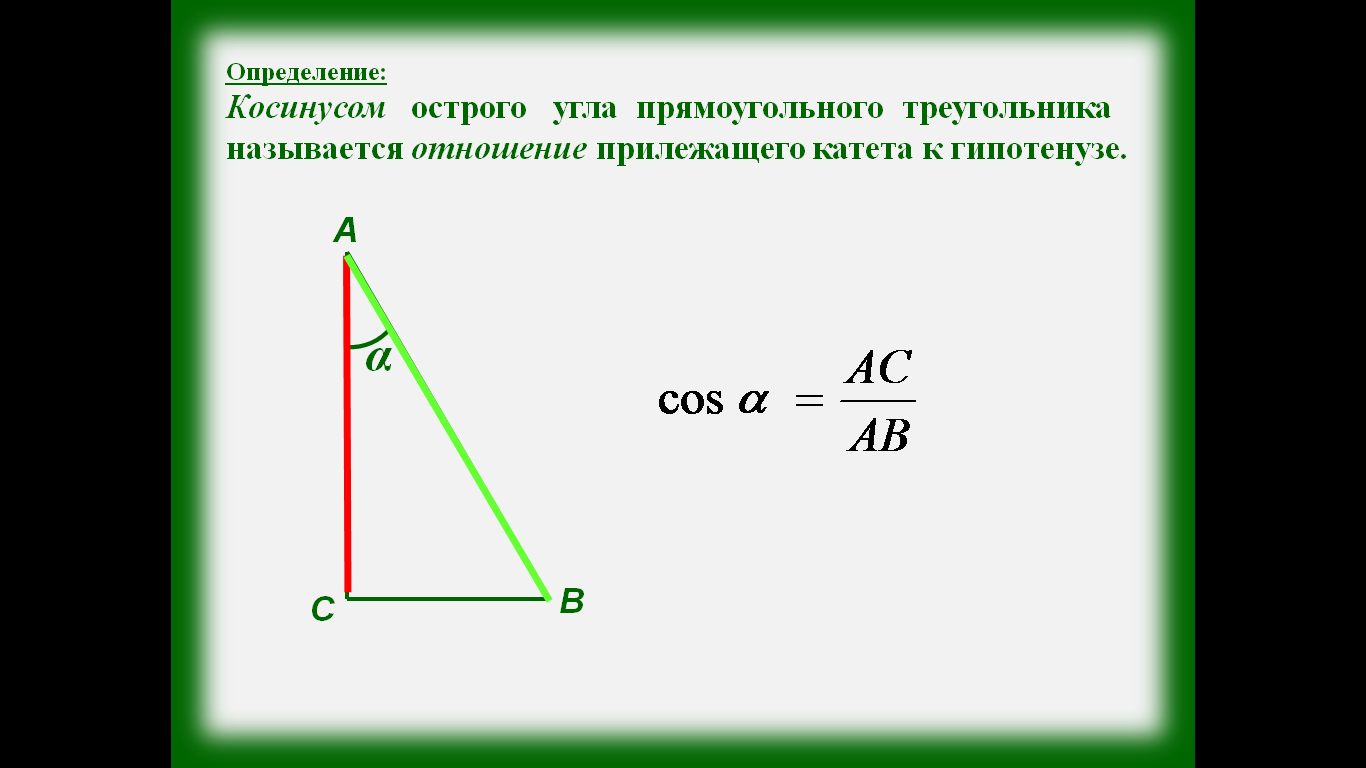 Определение:
Косинусом острого угла прямоугольного треугольника
называется отношение прилежащего катета к гипотенузе.
A
α
cos α = AC/AB
C
B